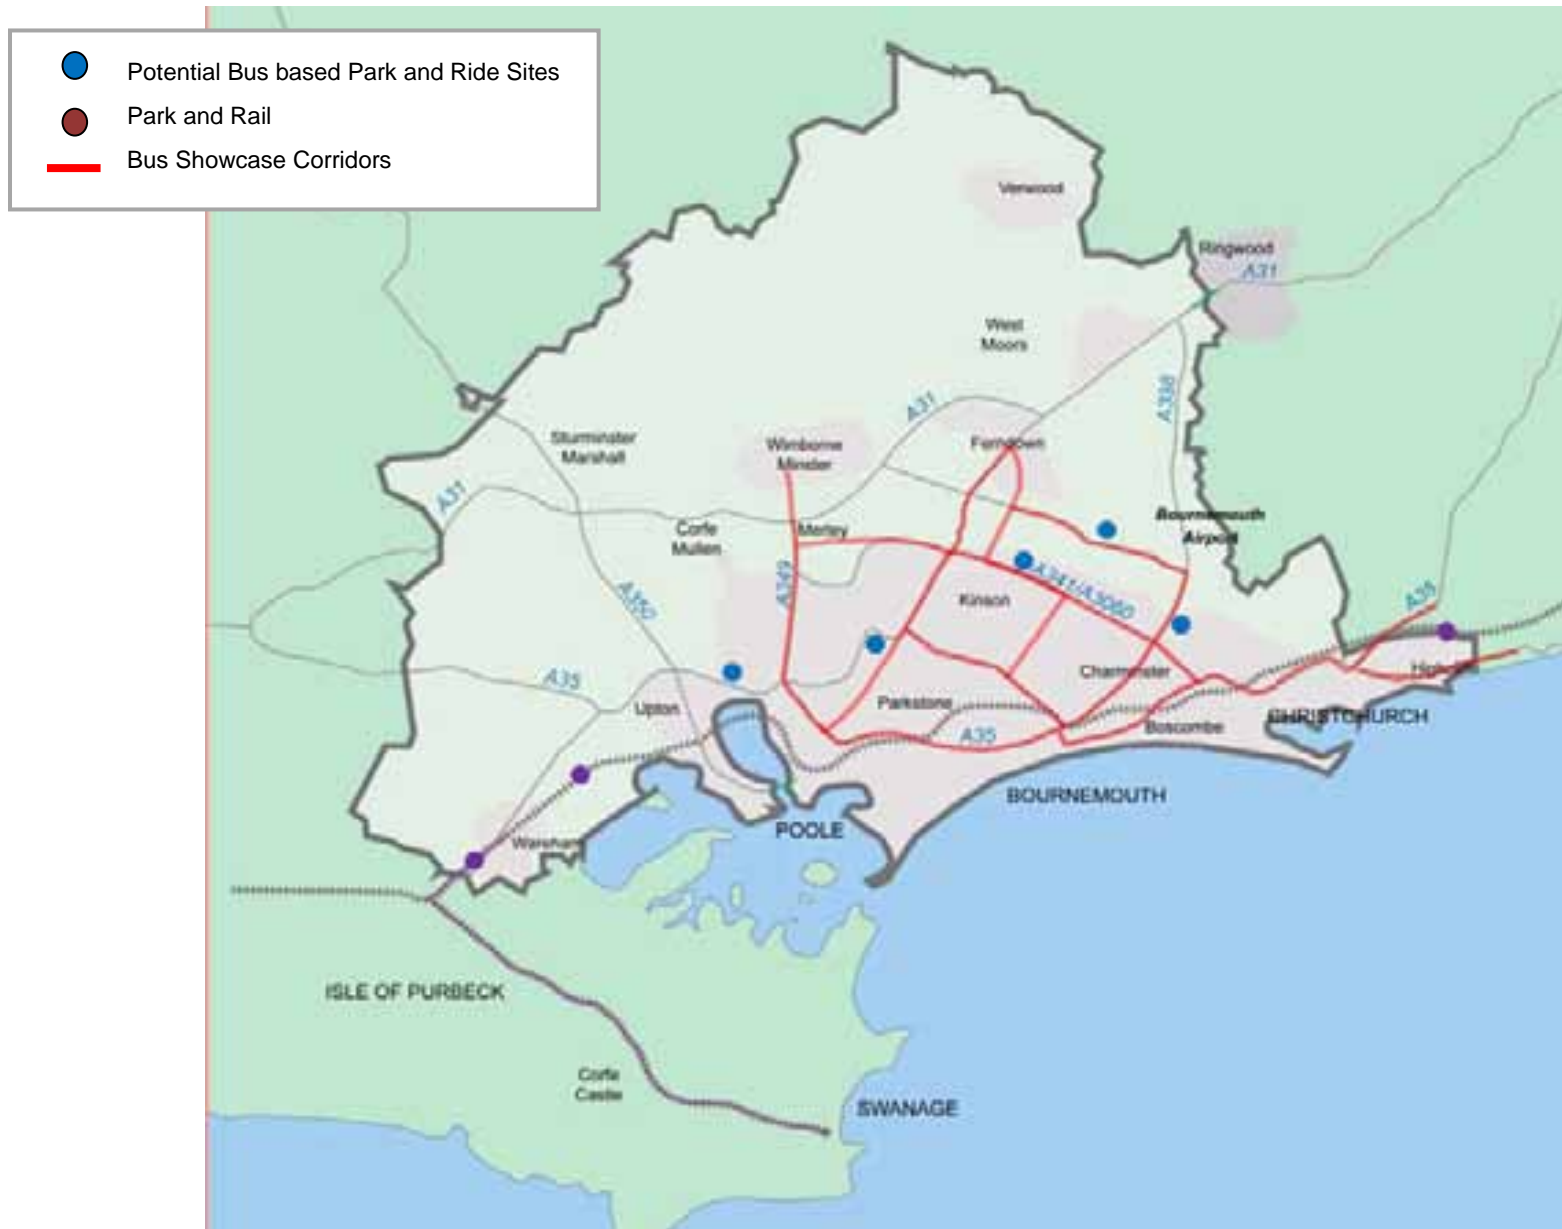 Potential Bus based Park and Ride Sites
Park and Rail
Bus Showcase Corridors
Verwood
Ringwood
A31
West
Moors
A338
A31
Sturminster
Marshall
Wimborne
Minster
Ferndown
A31
Corfe
Mullen
Merley
Bournemouth
Airport
A349
A350
A341/A3060
Kinson
A35
Charminster
A35
Upton
Parkstone
Boscombe
CHRISTCHURCH
A35
BOURNEMOUTH
POOLE
Wareham
ISLE OF PURBECK
Corfe
Castle
SWANAGE